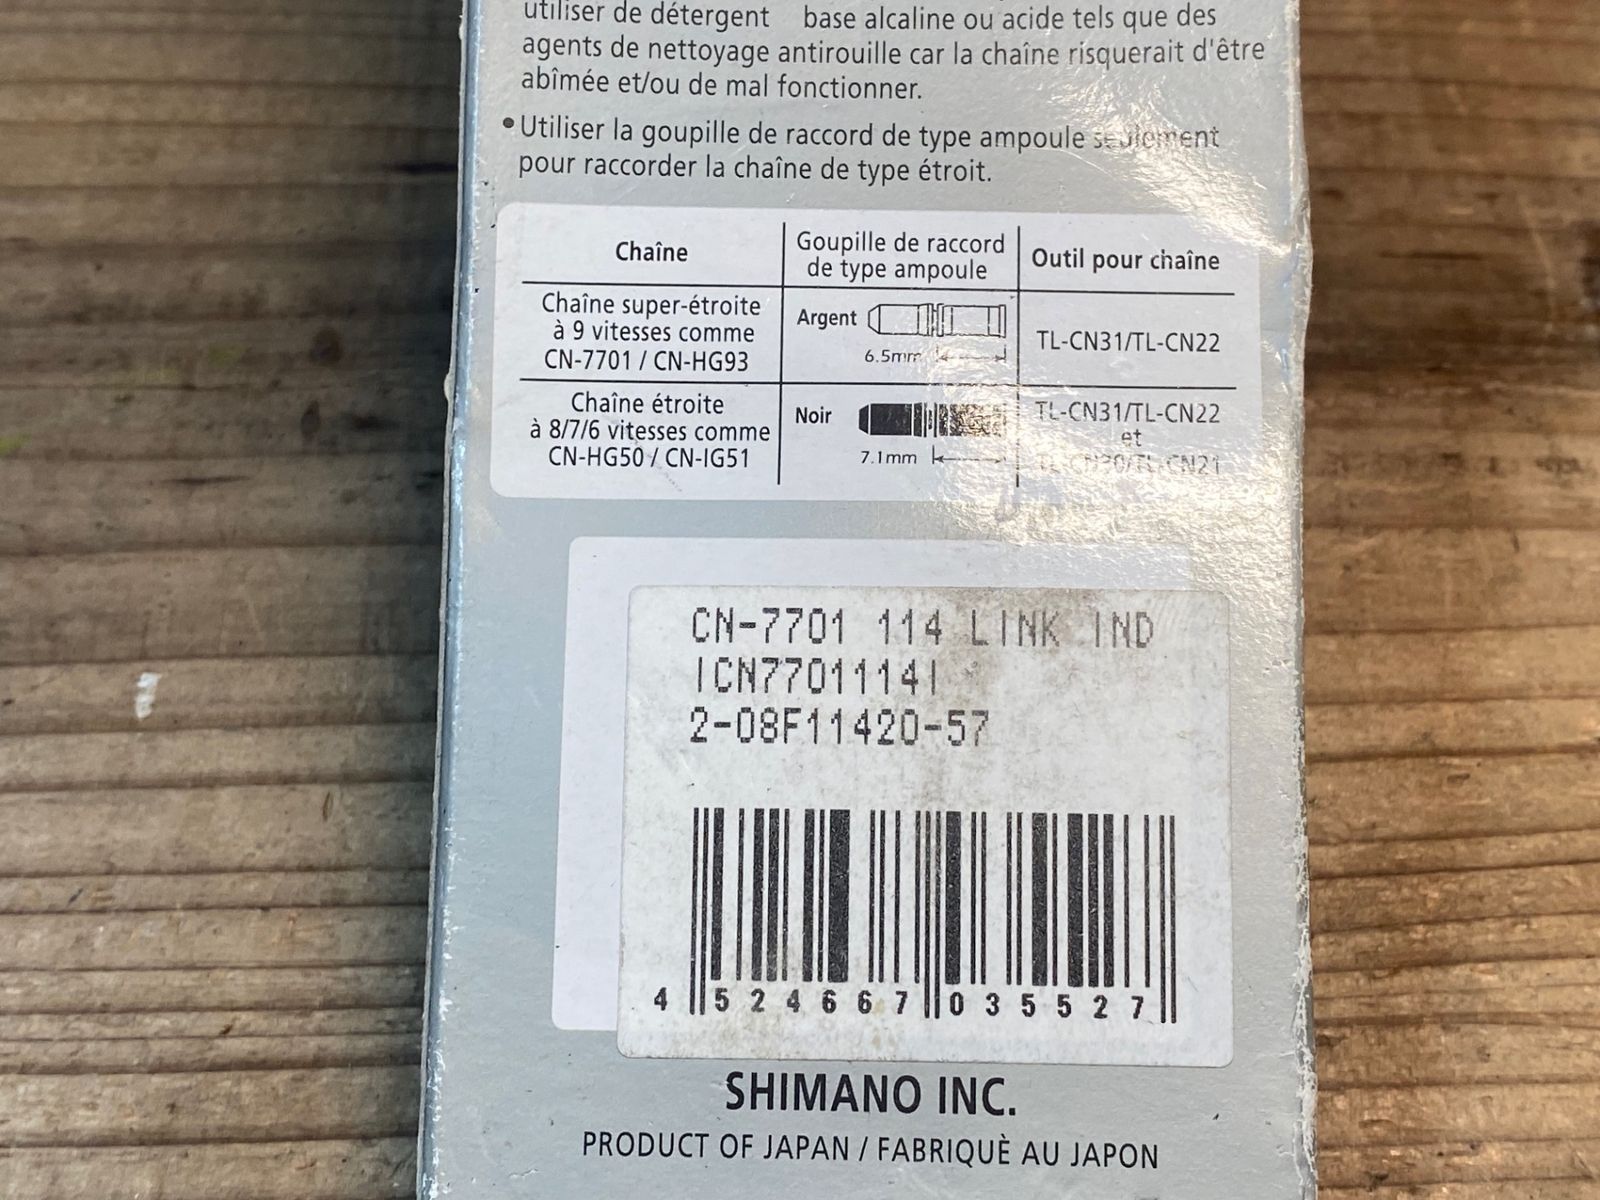 utiliser de détergent base alcaline ou acide tels que des
agents de nettoyage antirouille car la chaîne risquerait d'être
abîmée et/ou de mal fonctionner.
•Utiliser la goupille de raccord de type ampoule seulement
pour raccorder la chaîne de type étroit.
Chaîne
Goupille de raccord
de type ampoule
Outil pour chaîne
Chaîne super-étroite
à 9 vitesses comme
CN-7701 / CN-HG93
Argent
6.5mm
TL-CN31/TL-CN22
Chaîne étroite
à 8/7/6 vitesses comme
CN-HG50 / CN-IG51
Noir
7.1mm
TL-CN31/TL-CN22
et
TL-CN30/TL-CN21
CN-7701 114 LINK IND
ICN7701114I
2-08F11420-57
4 524667 035527
SHIMANO INC.
PRODUCT OF JAPAN / FABRIQUÈ AU JAPON